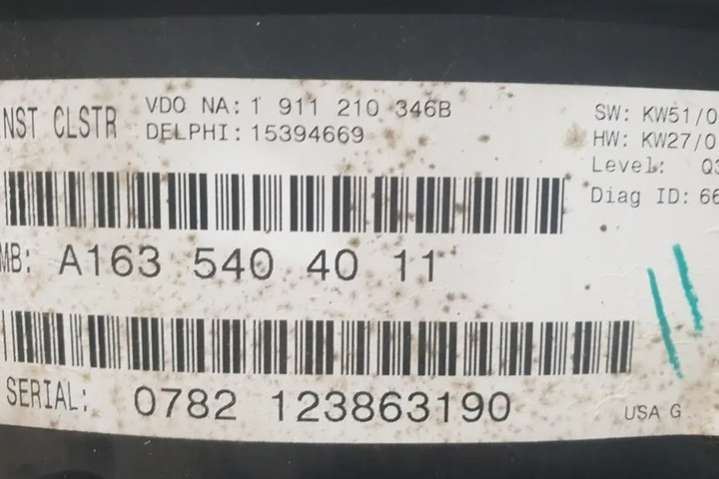 NST CLSTR
VDO NA: 1 911 210 346B
DELPHI: 15394669
SW: KW51/0
HW: KW27/0
Level: Q3
Diag ID: 66
MB: A163 540 40 11
SERIAL: 0782 123863190
USA G